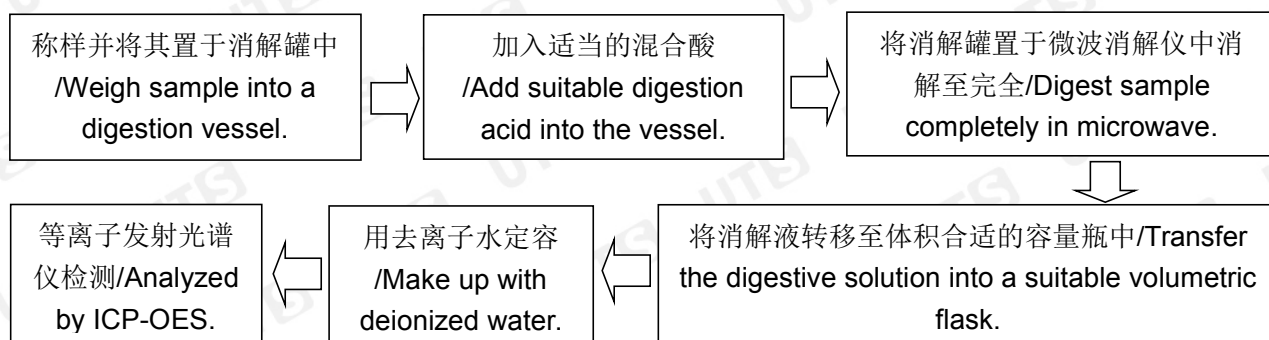 称样并将其置于消解罐中
/Weigh sample into a
digestion vessel.
加入适当的混合酸
/Add suitable digestion
acid into the vessel.
将消解罐置于微波消解仪中消
解至完全/Digest sample
completely in microwave.
将消解液转移至体积合适的容量瓶中/Transfer
the digestive solution into a suitable volumetric
flask.
用去离子水定容
/Make up with
deionized water.
等离子发射光谱
仪检测/Analyzed
by ICP-OES.